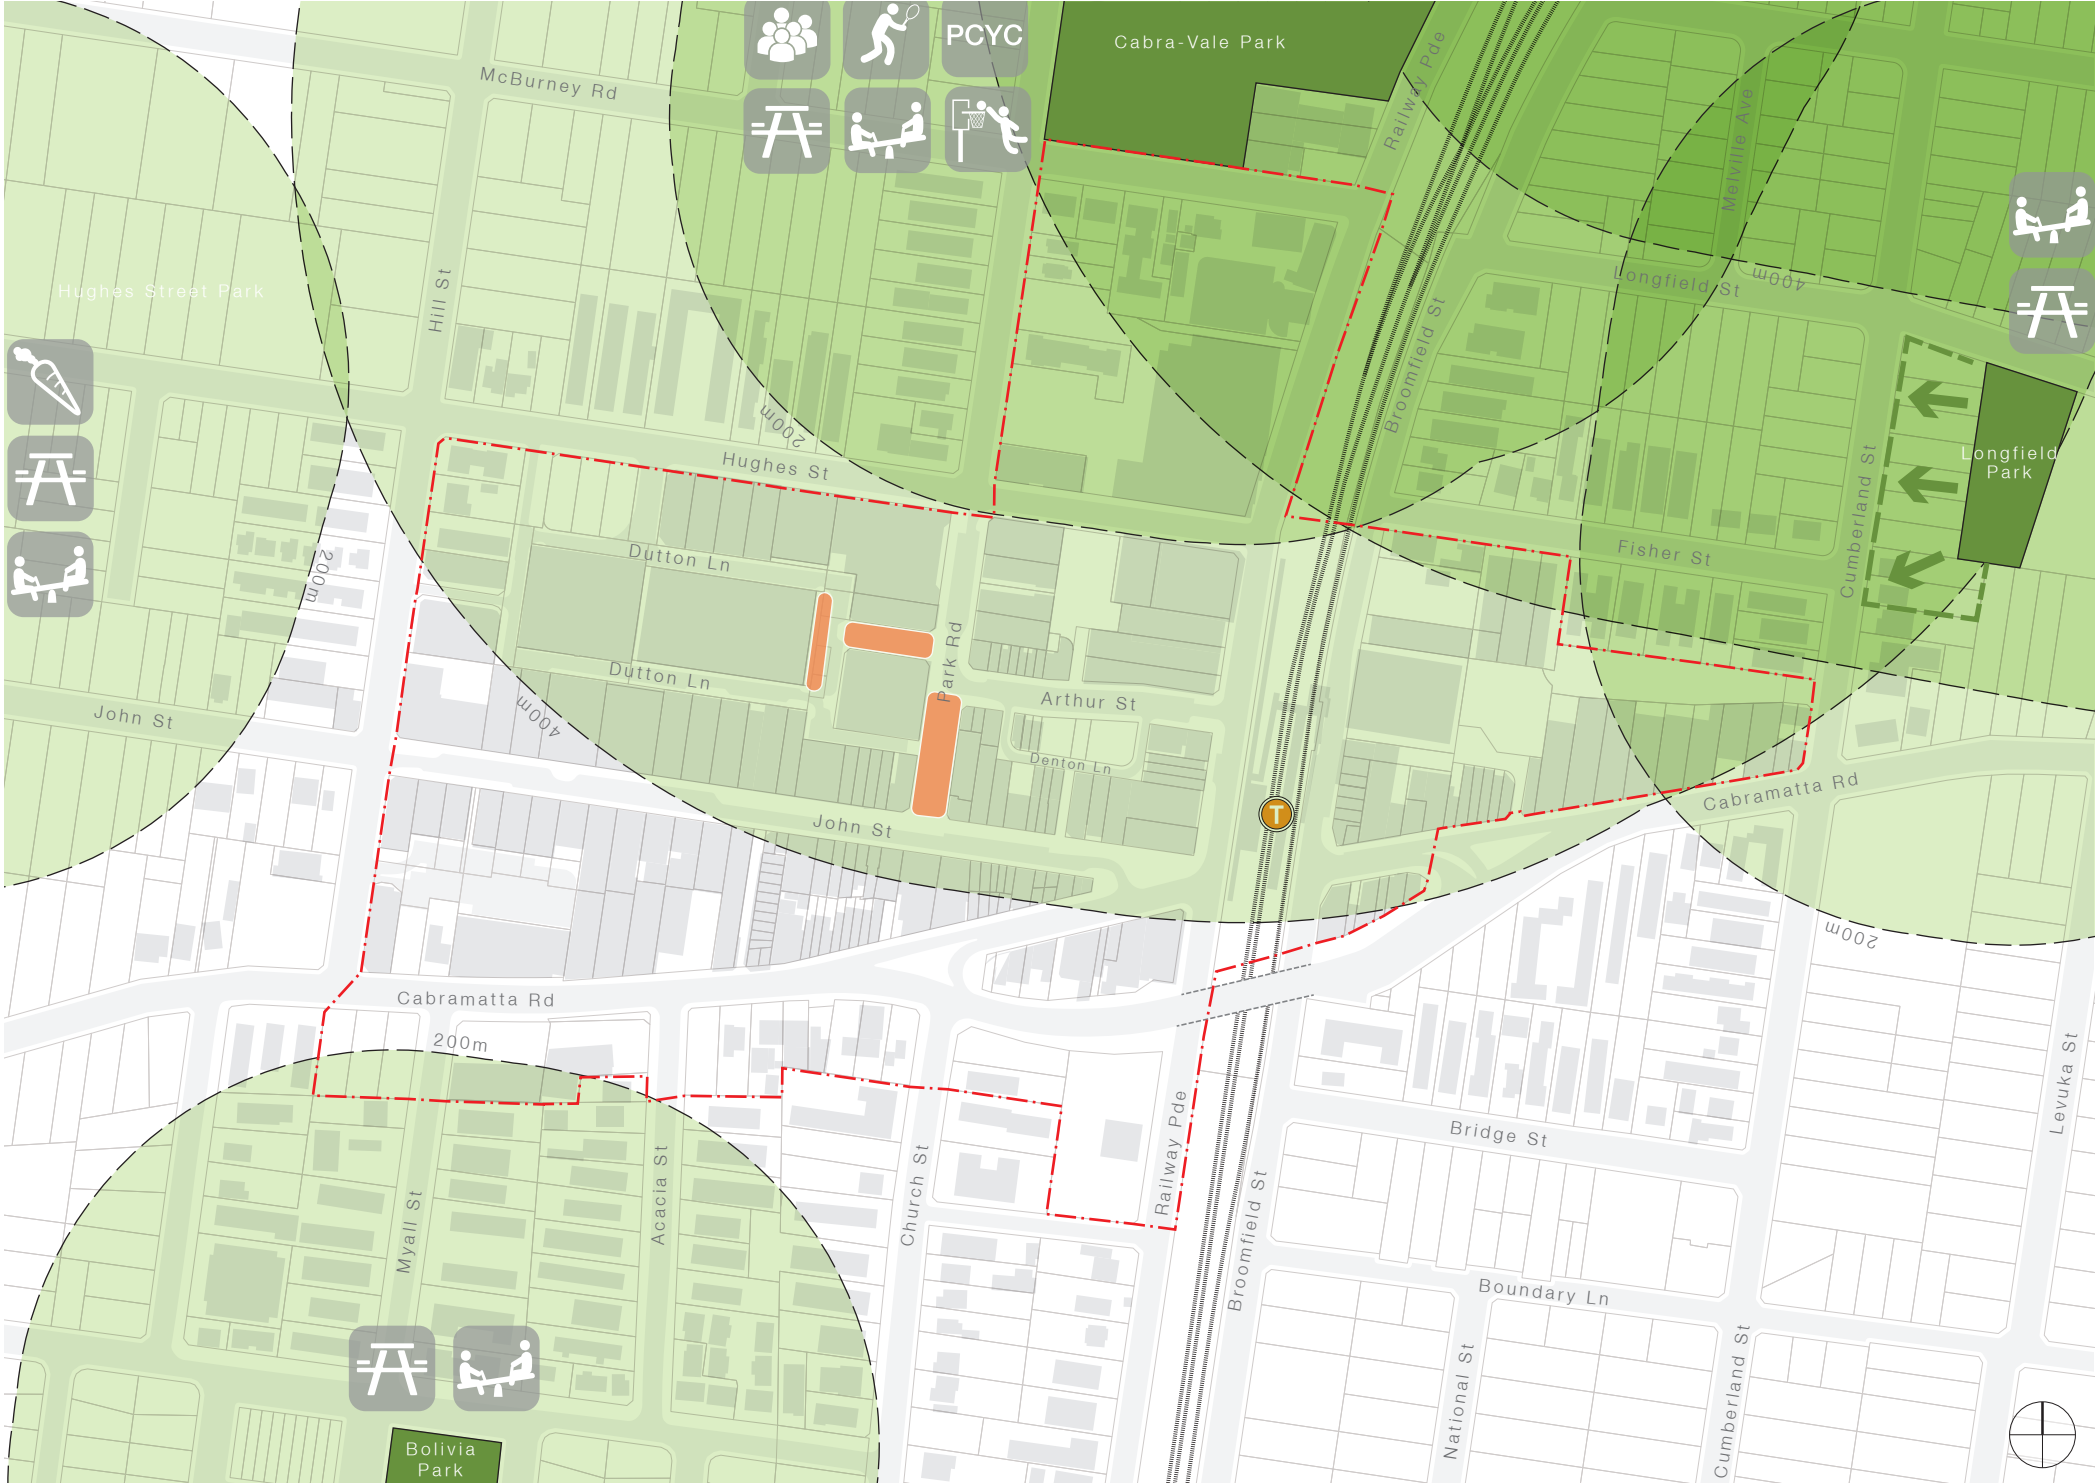 Cabra-Vale Park
PCYC
McBurney Rd
Railway Pde
Melville Ave
Hughes Street Park
Hill St
Longfield St
400m
Broomfield St
200m
Hughes St
Longfield
Park
Cumberland St
Fisher St
Dutton Ln
200m
Park Rd
Dutton Ln
Arthur St
400m
John St
Denton Ln
Cabramatta Rd
T
John St
200m
Cabramatta Rd
200m
Levuka St
Bridge St
Railway Pde
Church St
Acacia St
Myall St
Broomfield St
Boundary Ln
National St
Cumberland St
Bolivia
Park